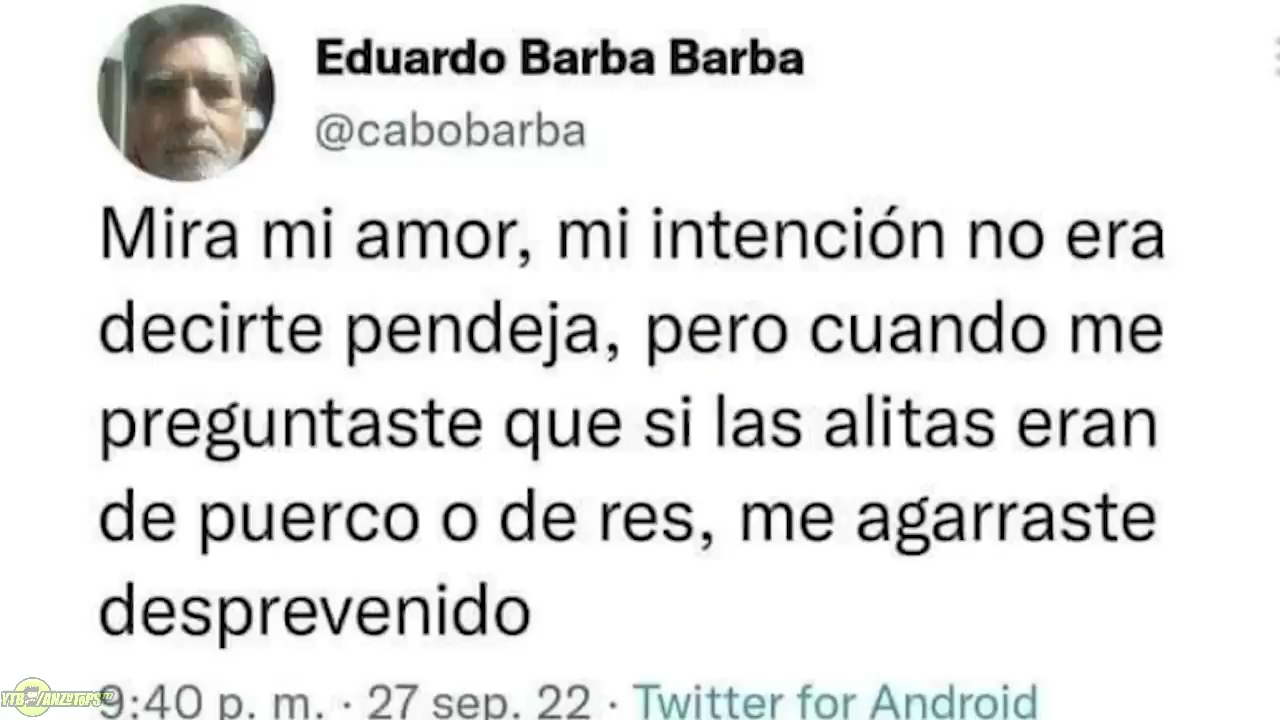 Eduardo Barba Barba
@cabobarba
Mira mi amor, mi intención no era
decirte pendeja, pero cuando me
preguntaste que si las alitas eran
de puerco o de res, me agarraste
desprevenido
9:40 p. m. · 27 sep. 22 · Twitter for Android